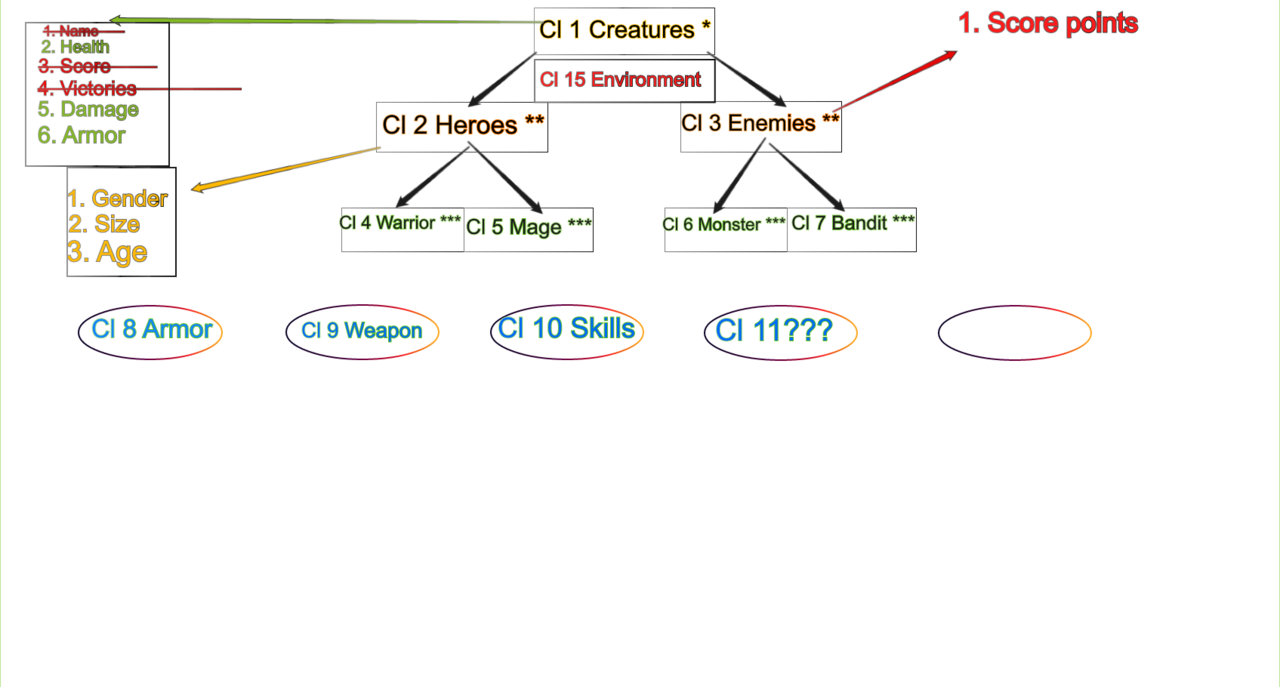 Cl 1 Creatures *
1. Score points
1. Name
2. Health
3. Score
4. Victories
5. Damage
6. Armor
Cl 15 Environment
Cl 2 Heroes **
Cl 3 Enemies **
1. Gender
2. Size
3. Age
Cl 4 Warrior ***
Cl 5 Mage ***
Cl 6 Monster ***
Cl 7 Bandit ***
Cl 8 Armor
Cl 9 Weapon
Cl 10 Skills
Cl 11???